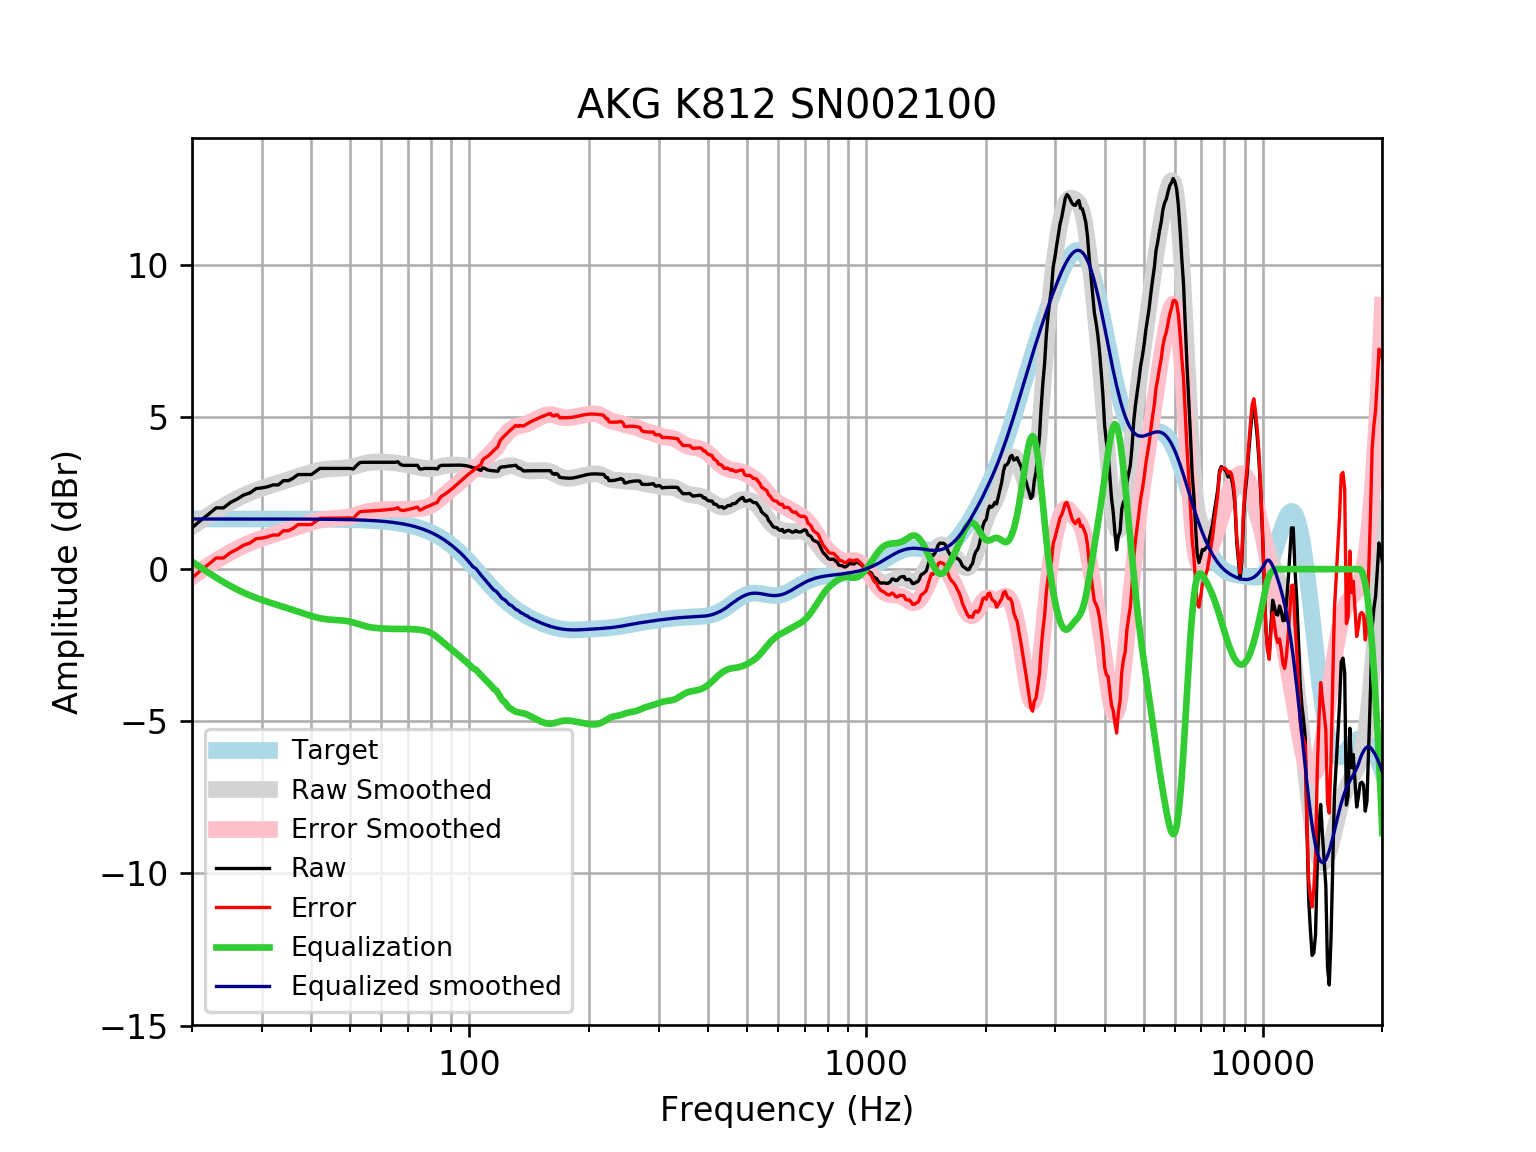 AKG K812 SN002100
Amplitude (dBr)
10
5
0
−5
−10
−15
Target
Raw Smoothed
Error Smoothed
Raw
Error
Equalization
Equalized smoothed
100 1000 10000
Frequency (Hz)